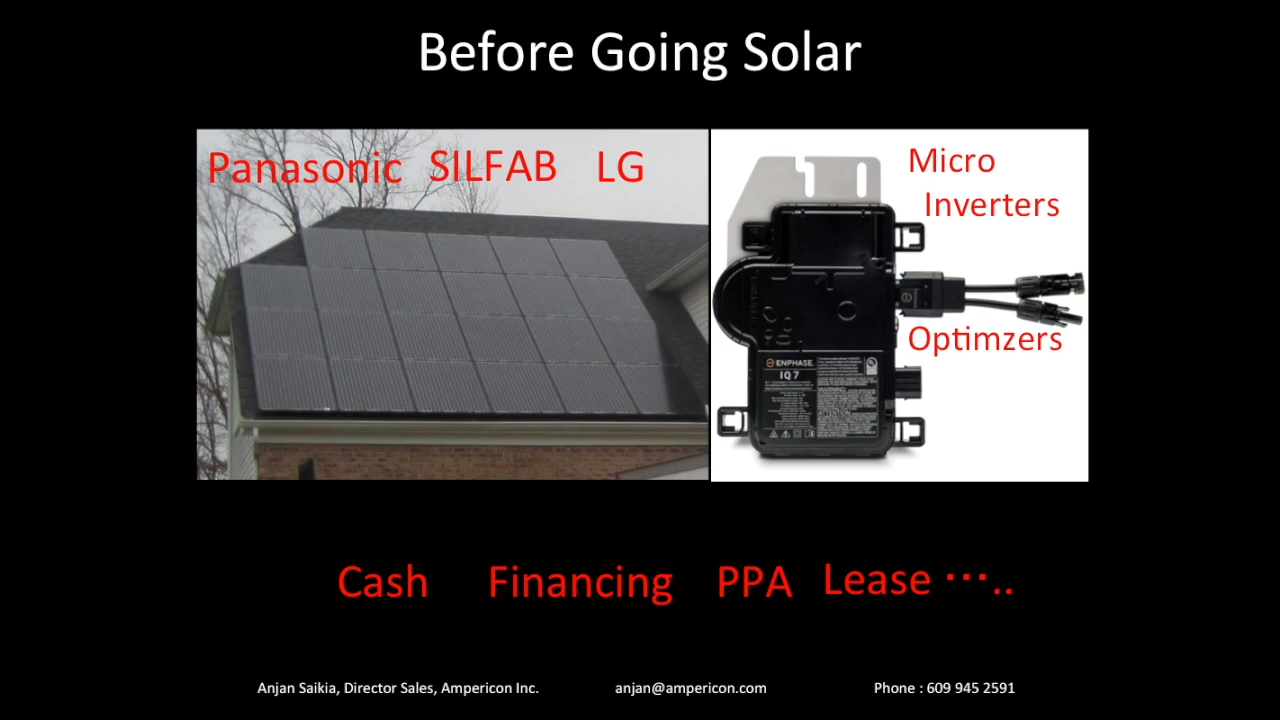 Before Going Solar
Panasonic SILFAB LG
Micro
Inverters
Optimzers
ENPHASE
IQ 7
Cash Financing PPA Lease ⋯..
Anjan Saikia, Director Sales, Ampericon Inc. anjan@ampericon.com Phone : 609 945 2591